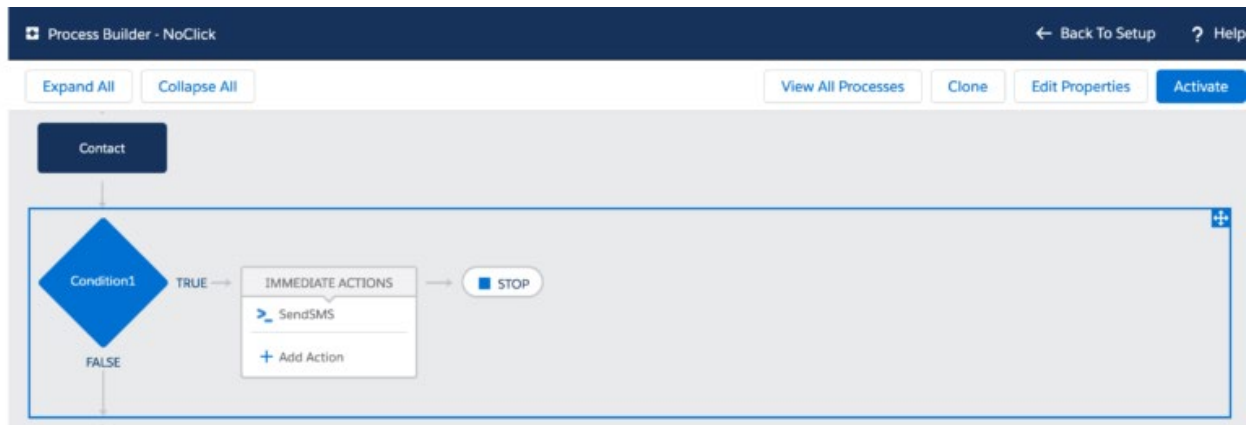 Process Builder - NoClick
Back To Setup
? Help
Expand All
Collapse All
View All Processes
Clone
Edit Properties
Activate
Contact
Condition1
TRUE
IMMEDIATE ACTIONS
STOP
>_ SendSMS
+ Add Action
FALSE